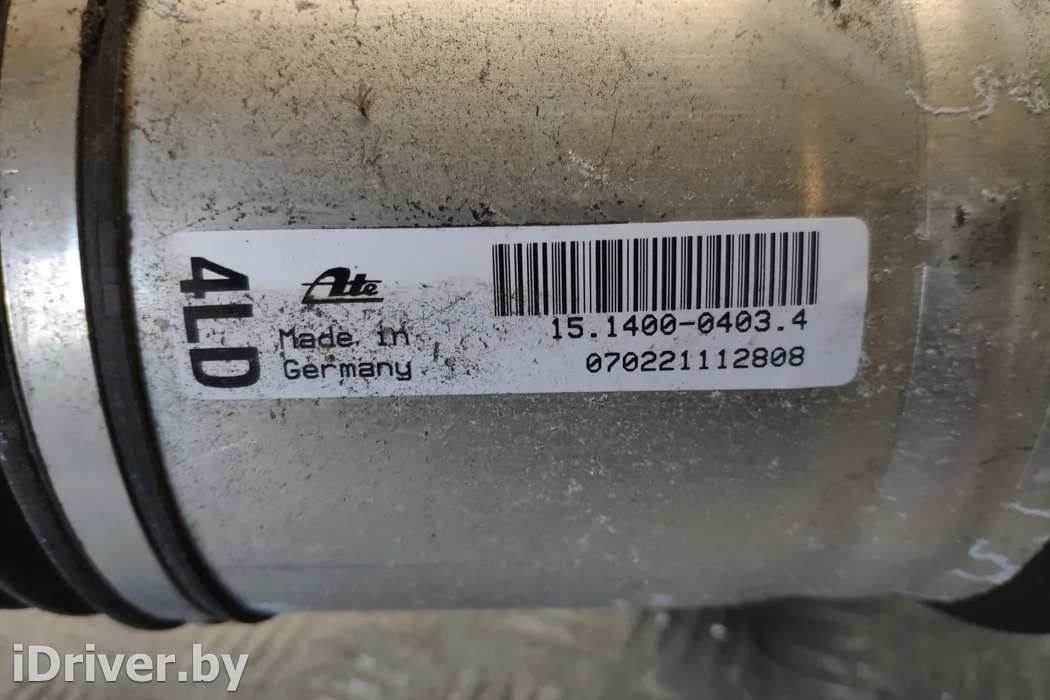 4LD
Ate
Made in
Germany
15.1400-0403.4
070221112808
iDriver.by